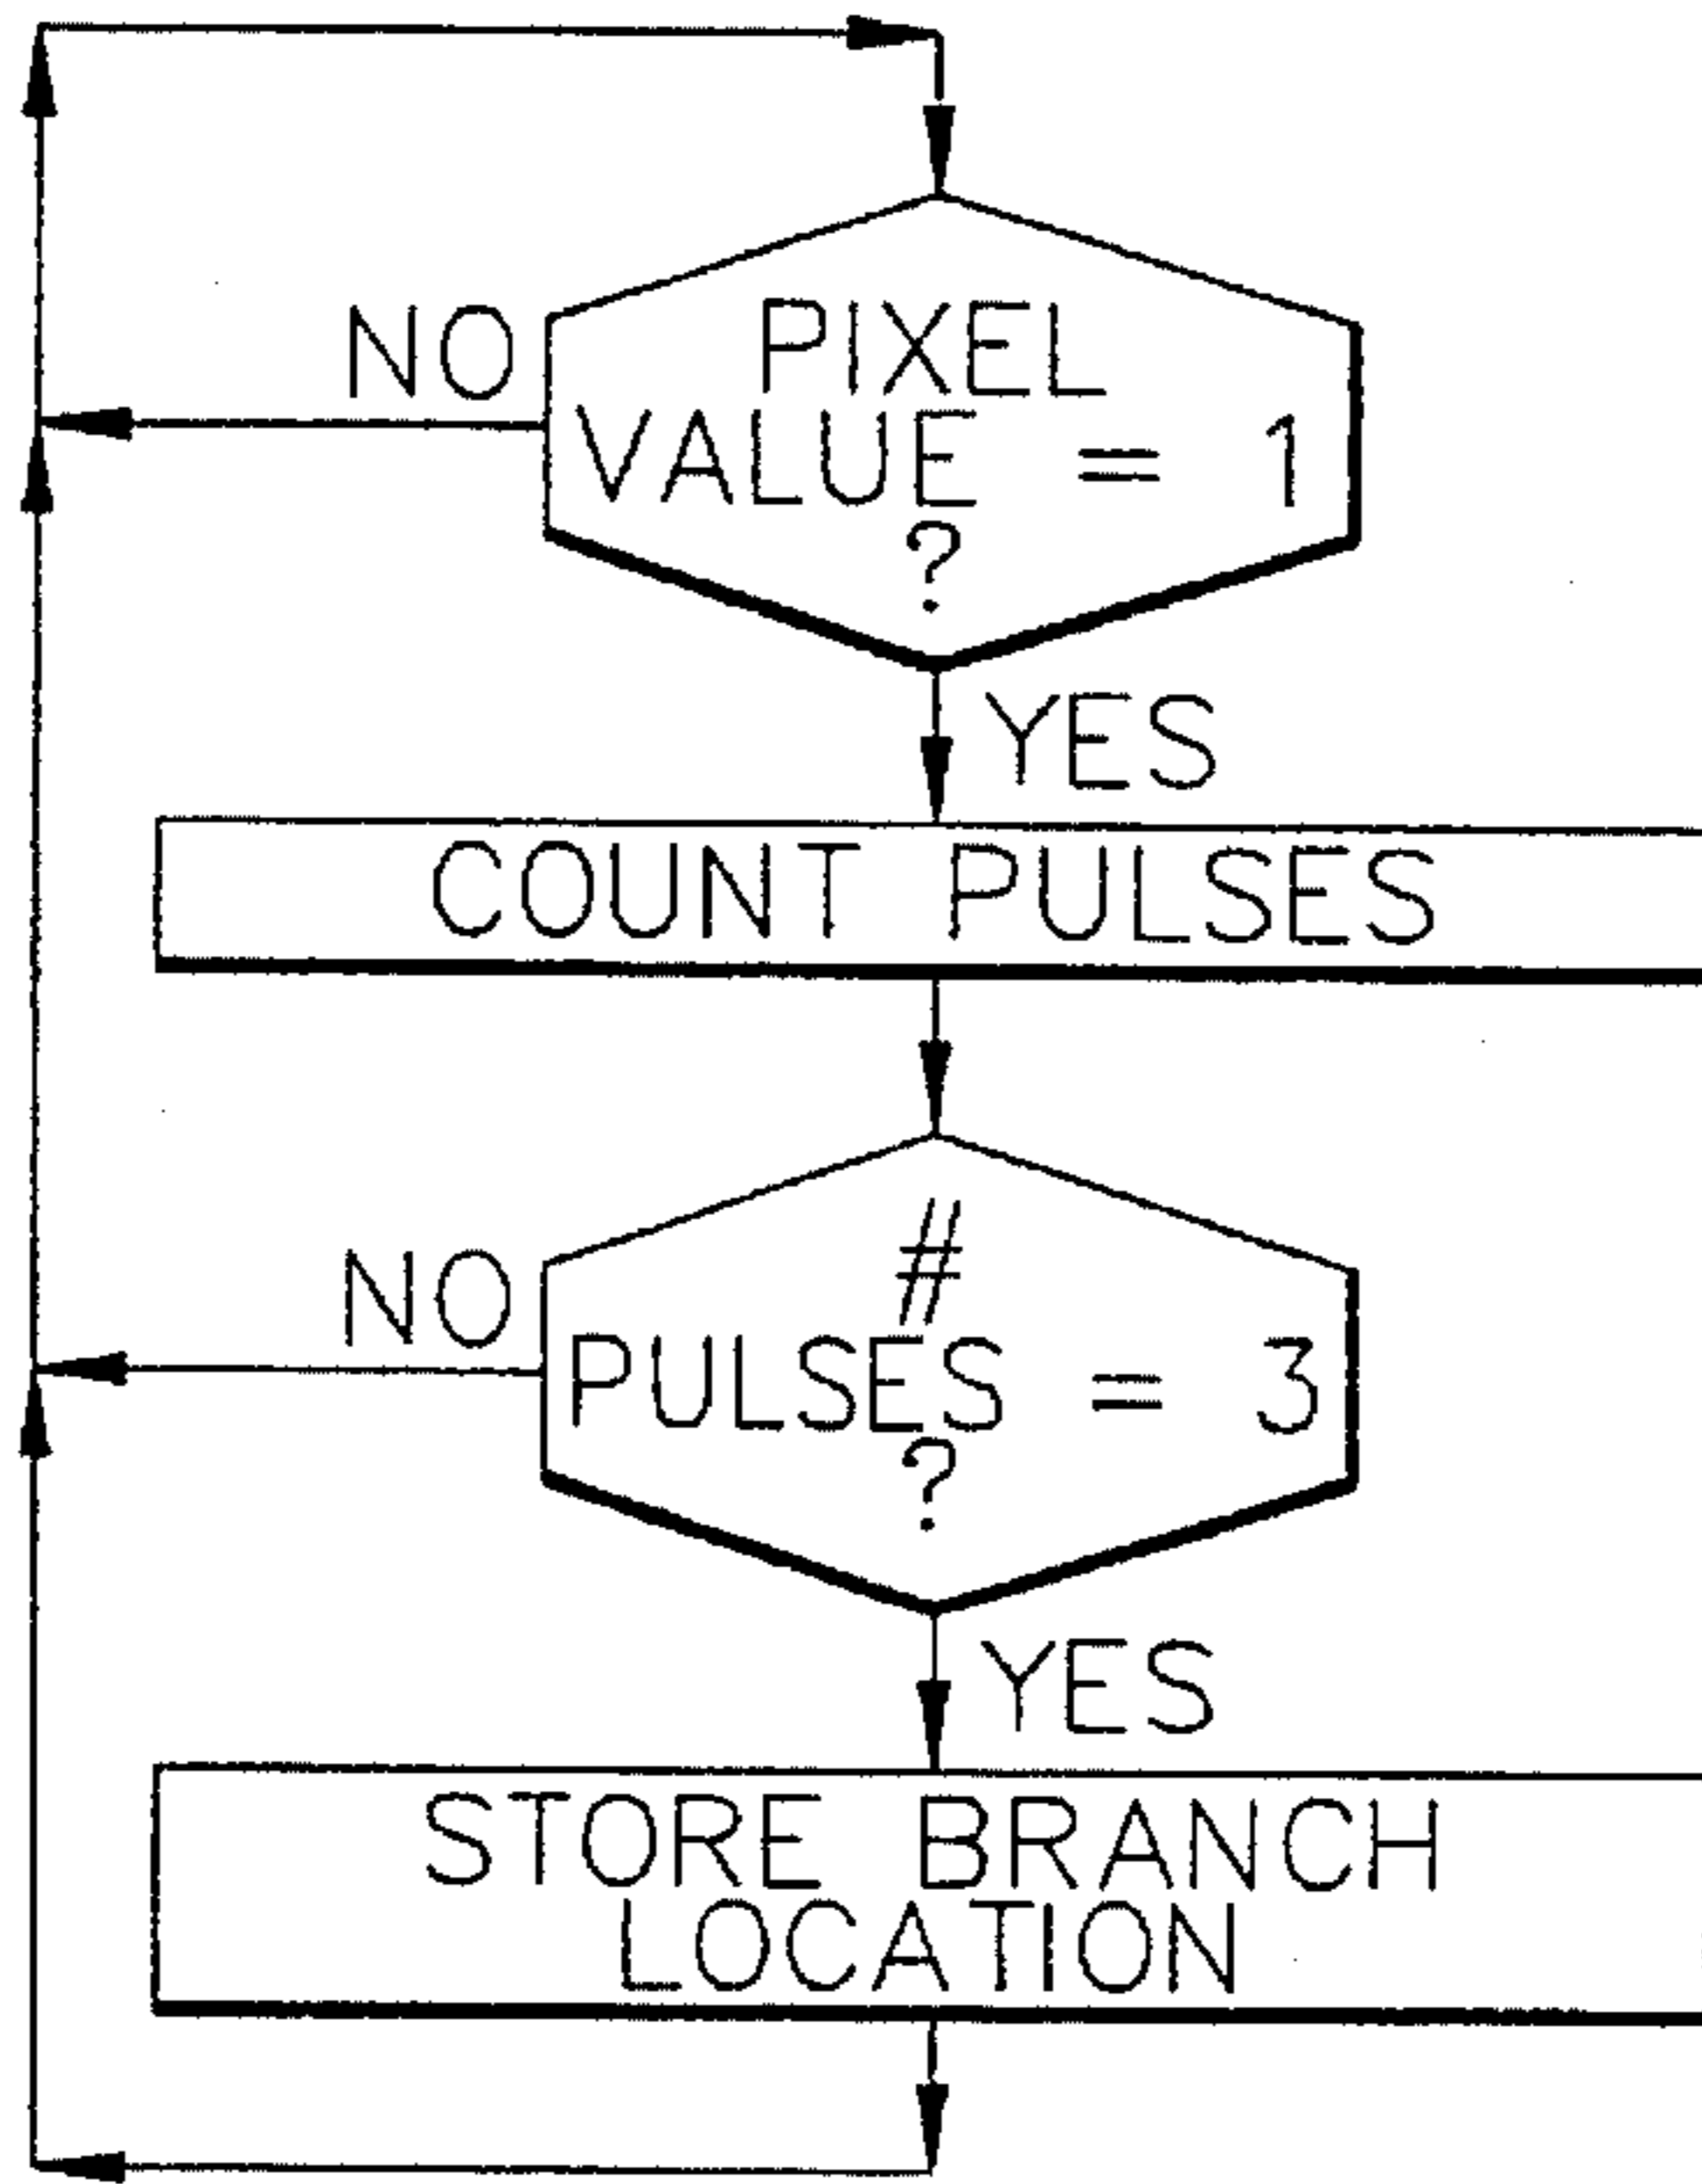 PIXEL
NO
VALUE = 1
?
YES
COUNT PULSES
#
NO
PULSES = 3
?
YES
STORE BRANCH
LOCATION